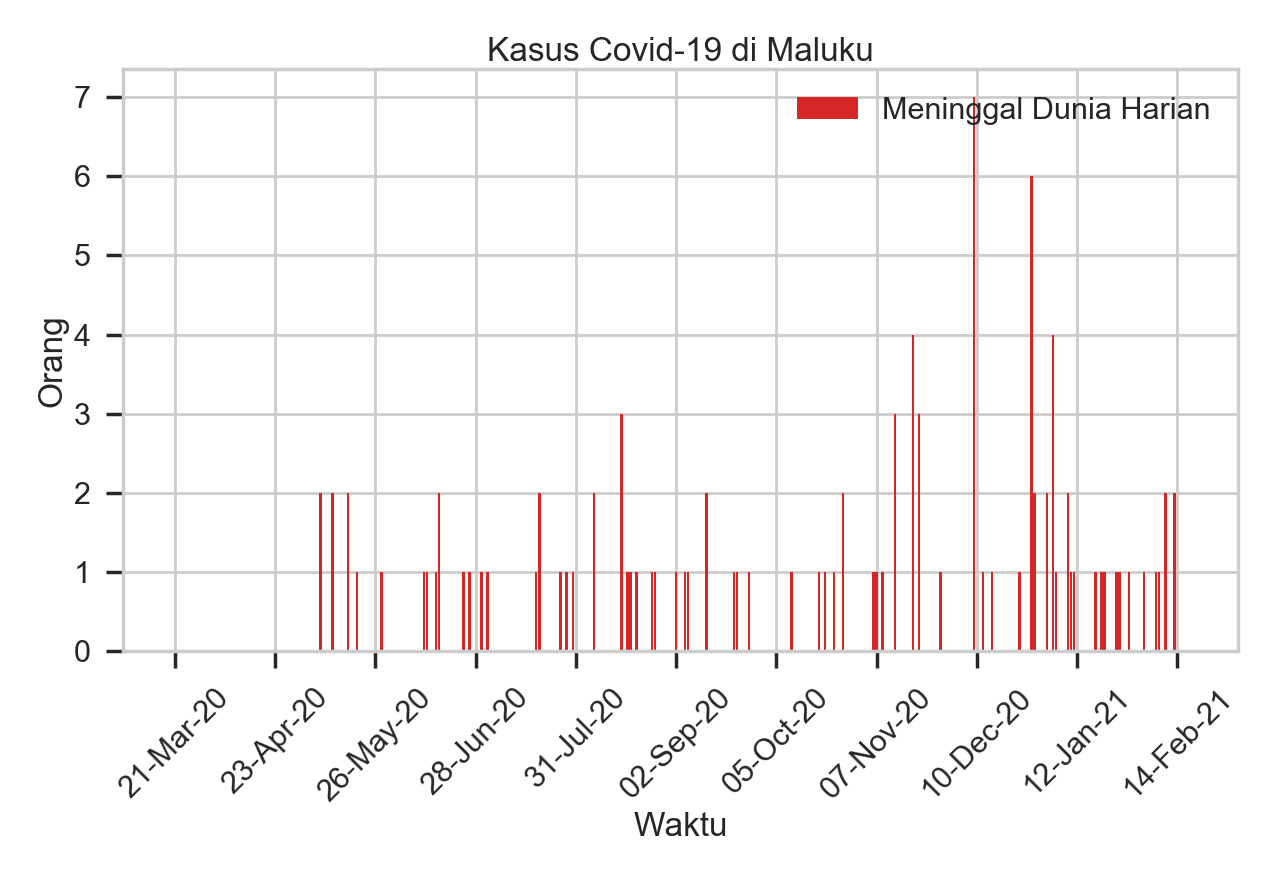 Kasus Covid-19 di Maluku
Meninggal Dunia Harian
7
6
5
4
3
2
1
0
Orang
21-Mar-20
23-Apr-20
26-May-20
28-Jun-20
31-Jul-20
02-Sep-20
05-Oct-20
07-Nov-20
10-Dec-20
12-Jan-21
14-Feb-21
Waktu